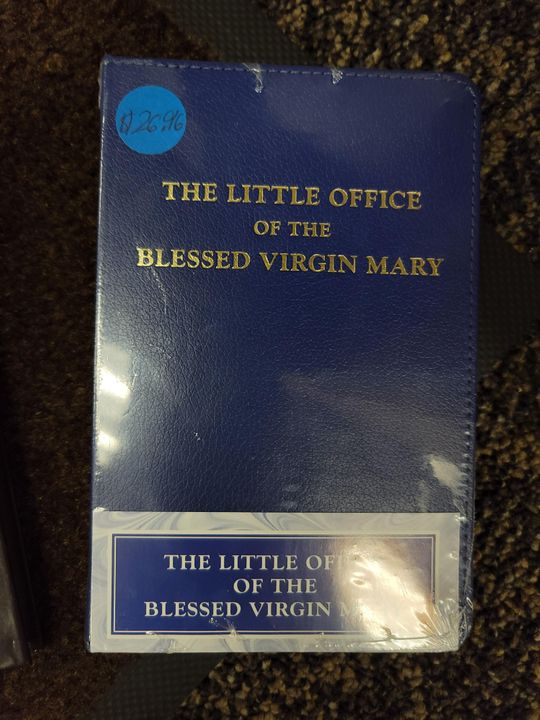 $26.96
THE LITTLE OFFICE
OF THE
BLESSED VIRGIN MARY
THE LITTLE
OF THE
BLESSED VIRGIN